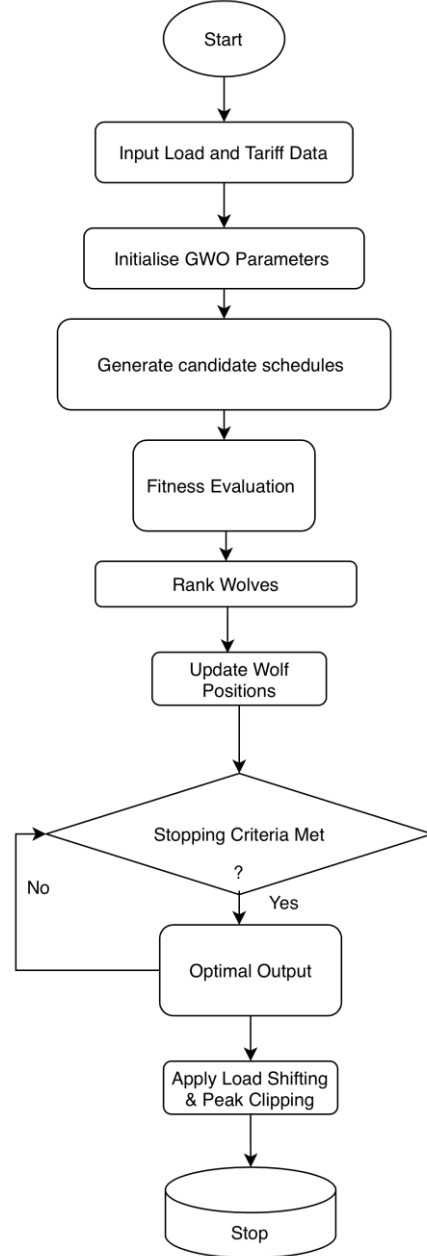 Start
Input Load and Tariff Data
Initialise GWO Parameters
Generate candidate schedules
Fitness Evaluation
Rank Wolves
Update Wolf
Positions
Stopping Criteria Met
?
No
Yes
Optimal Output
Apply Load Shifting
& Peak Clipping
Stop